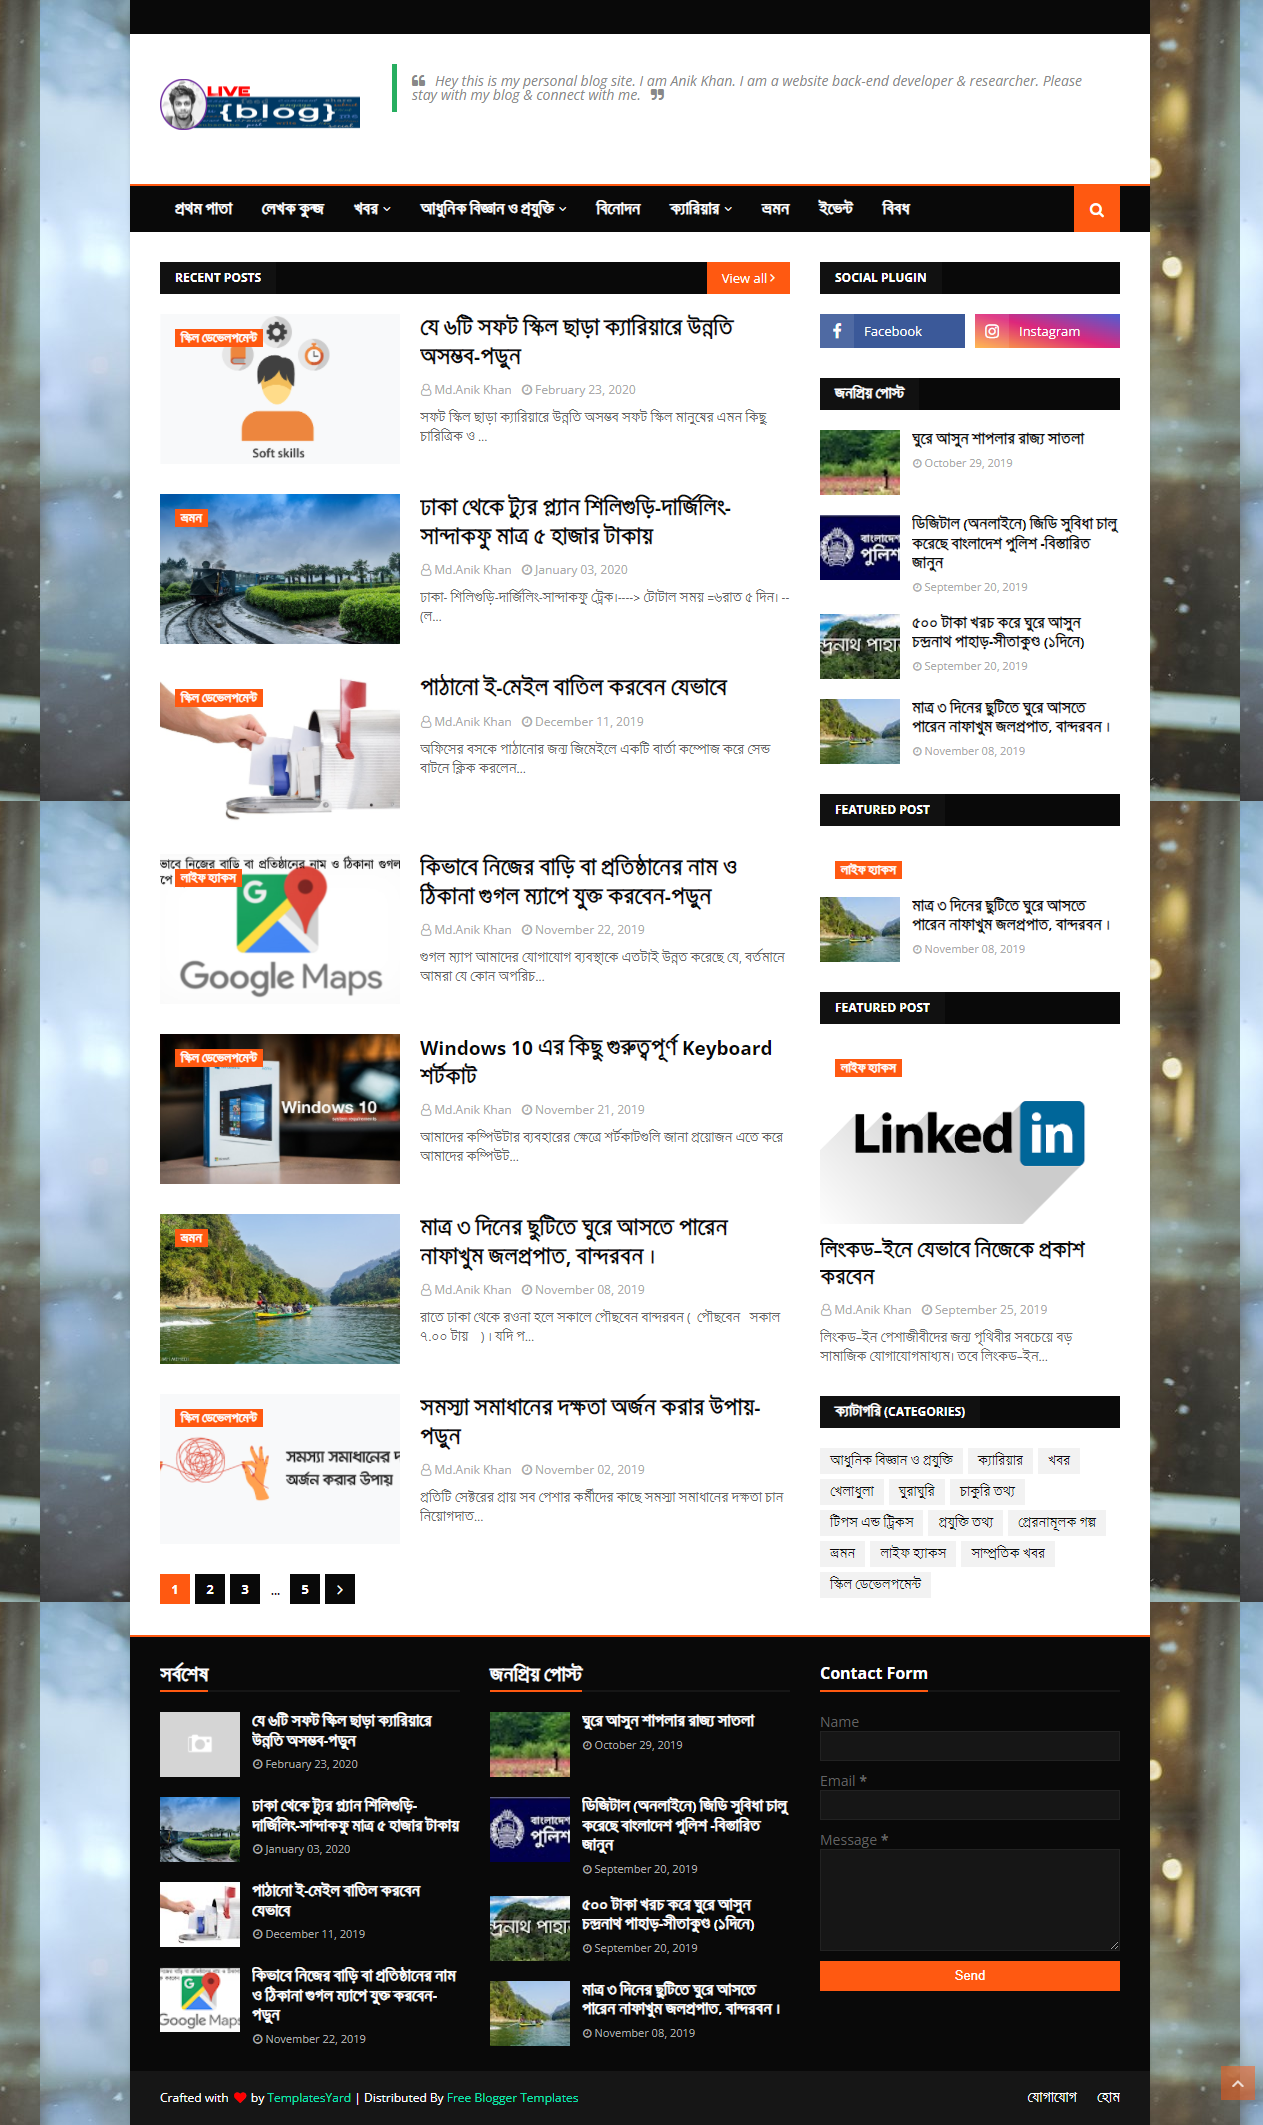 LIVE
{blog}
Hey this is my personal blog site. I am Anik Khan. I am a website back-end developer & researcher. Please
stay with my blog & connect with me.
প্রথম পাতা লেখক কুঞ্জ খবর আধুনিক বিজ্ঞান ও প্রযুক্তি বিনোদন ক্যারিয়ার ভ্রমন ইভেন্ট বিবধ
RECENT POSTS View all
স্কিল ডেভেলপমেন্ট
Soft skills
যে ৬টি সফট স্কিল ছাড়া ক্যারিয়ারে উন্নতি
অসম্ভব-পড়ুন
Md.Anik Khan February 23, 2020
সফট স্কিল ছাড়া ক্যারিয়ারে উন্নতি অসম্ভব সফট স্কিল মানুষের এমন কিছু
চারিত্রিক ও ...
ভ্রমন
ঢাকা থেকে ট্যুর প্ল্যান শিলিগুড়ি-দার্জিলিং-
সান্দাকফু মাত্র ৫ হাজার টাকায়
Md.Anik Khan January 03, 2020
ঢাকা- শিলিগুড়ি-দার্জিলিং-সান্দাকফু ট্রেক।----> টোটাল সময় =৬রাত ৫ দিন। --
(ল...
স্কিল ডেভেলপমেন্ট
পাঠানো ই-মেইল বাতিল করবেন যেভাবে
Md.Anik Khan December 11, 2019
অফিসের বসকে পাঠানোর জন্য জিমেইলে একটি বার্তা কম্পোজ করে সেন্ড
বাটনে ক্লিক করলেন...
ভাবে নিজের বাড়ি বা প্রতিষ্ঠানের নাম ও ঠিকানা গুগল
পে
লাইফ হ্যাকস
G
Google Maps
কিভাবে নিজের বাড়ি বা প্রতিষ্ঠানের নাম ও
ঠিকানা গুগল ম্যাপে যুক্ত করবেন-পড়ুন
Md.Anik Khan November 22, 2019
গুগল ম্যাপ আমাদের যোগাযোগ ব্যবস্থাকে এতটাই উন্নত করেছে যে, বর্তমানে
আমরা যে কোন অপরিচ...
স্কিল ডেভেলপমেন্ট
Windows 10
Windows 10 এর কিছু গুরুত্বপূর্ণ Keyboard
শর্টকাট
Md.Anik Khan November 21, 2019
আমাদের কম্পিউটার ব্যবহারের ক্ষেত্রে শর্টকাটগুলি জানা প্রয়োজন এতে করে
আমাদের কম্পিউট...
ভ্রমন
মাত্র ৩ দিনের ছুটিতে ঘুরে আসতে পারেন
নাফাখুম জলপ্রপাত, বান্দরবন ।
Md.Anik Khan November 08, 2019
রাতে ঢাকা থেকে রওনা হলে সকালে পৌছবেন বান্দরবন ( পৌছবেন সকাল
৭.০০ টায় ) । যদি প...
স্কিল ডেভেলপমেন্ট
সমস্যা সমাধানের দ
অর্জন করার উপায়
সমস্যা সমাধানের দক্ষতা অর্জন করার উপায়-
পড়ুন
Md.Anik Khan November 02, 2019
প্রতিটি সেক্টরের প্রায় সব পেশার কর্মীদের কাছে সমস্যা সমাধানের দক্ষতা চান
নিয়োগদাত...
1 2 3 ... 5
SOCIAL PLUGIN
Facebook Instagram
জনপ্রিয় পোস্ট
ঘুরে আসুন শাপলার রাজ্য সাতলা
October 29, 2019
বাংলাদেশ
পুলিশ
ডিজিটাল (অনলাইনে) জিডি সুবিধা চালু
করেছে বাংলাদেশ পুলিশ -বিস্তারিত
জানুন
September 20, 2019
ন্দ্রনাথ পাহা
৫০০ টাকা খরচ করে ঘুরে আসুন
চন্দ্রনাথ পাহাড়-সীতাকুণ্ড (১দিনে)
September 20, 2019
মাত্র ৩ দিনের ছুটিতে ঘুরে আসতে
পারেন নাফাখুম জলপ্রপাত, বান্দরবন ।
November 08, 2019
FEATURED POST
লাইফ হ্যাকস
মাত্র ৩ দিনের ছুটিতে ঘুরে আসতে
পারেন নাফাখুম জলপ্রপাত, বান্দরবন ।
November 08, 2019
FEATURED POST
লাইফ হ্যাকস
Linked in
লিংকড–ইনে যেভাবে নিজেকে প্রকাশ
করবেন
Md.Anik Khan September 25, 2019
লিংকড–ইন পেশাজীবীদের জন্য পৃথিবীর সবচেয়ে বড়
সামাজিক যোগাযোগমাধ্যম। তবে লিংকড–ইন...
ক্যাটাগরি (CATEGORIES)
আধুনিক বিজ্ঞান ও প্রযুক্তি ক্যারিয়ার খবর
খেলাধুলা ঘুরাঘুরি চাকুরি তথ্য
টিপস এন্ড ট্রিকস প্রযুক্তি তথ্য প্রেরনামূলক গল্প
ভ্রমন লাইফ হ্যাকস সাম্প্রতিক খবর
স্কিল ডেভেলপমেন্ট
সর্বশেষ
যে ৬টি সফট স্কিল ছাড়া ক্যারিয়ারে
উন্নতি অসম্ভব-পড়ুন
February 23, 2020
ঢাকা থেকে ট্যুর প্ল্যান শিলিগুড়ি-
দার্জিলিং-সান্দাকফু মাত্র ৫ হাজার টাকায়
January 03, 2020
পাঠানো ই-মেইল বাতিল করবেন
যেভাবে
December 11, 2019
Google Maps
কিভাবে নিজের বাড়ি বা প্রতিষ্ঠানের নাম
ও ঠিকানা গুগল ম্যাপে যুক্ত করবেন-
পড়ুন
November 22, 2019
জনপ্রিয় পোস্ট
ঘুরে আসুন শাপলার রাজ্য সাতলা
October 29, 2019
বাংলাদেশ
পুলিশ
ডিজিটাল (অনলাইনে) জিডি সুবিধা চালু
করেছে বাংলাদেশ পুলিশ -বিস্তারিত
জানুন
September 20, 2019
ন্দ্রনাথ পাহা
৫০০ টাকা খরচ করে ঘুরে আসুন
চন্দ্রনাথ পাহাড়-সীতাকুণ্ড (১দিনে)
September 20, 2019
মাত্র ৩ দিনের ছুটিতে ঘুরে আসতে
পারেন নাফাখুম জলপ্রপাত, বান্দরবন ।
November 08, 2019
Contact Form
Name
Email *
Message *
Send
Crafted with by TemplatesYard | Distributed By Free Blogger Templates
যোগাযোগ হোম